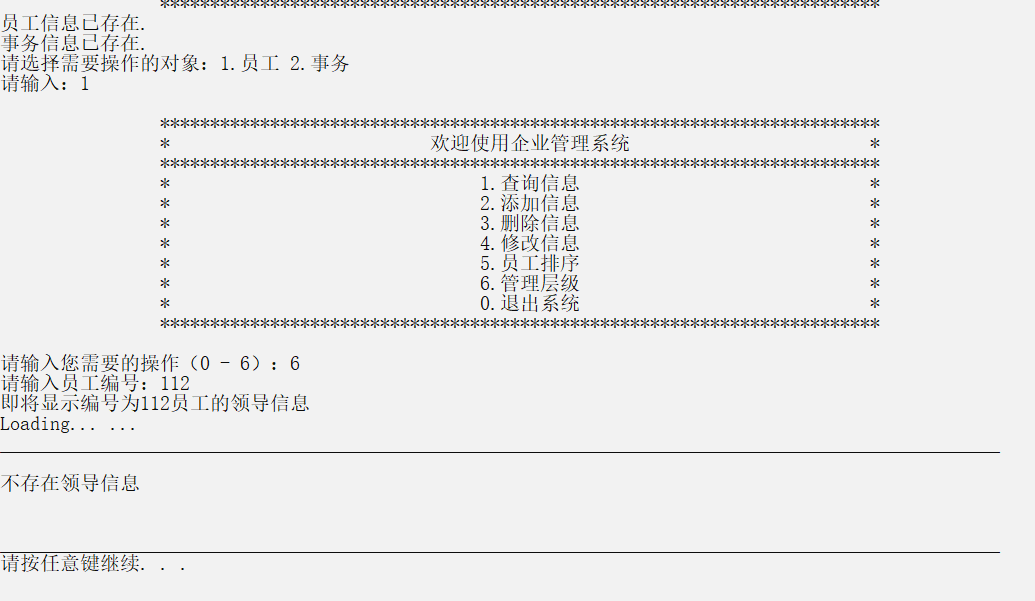 ************************************************************************
员工信息已存在.
事务信息已存在.
请选择需要操作的对象：1.员工 2.事务
请输入：1
************************************************************************
* 欢迎使用企业管理系统 *
************************************************************************
* 1.查询信息 *
* 2.添加信息 *
* 3.删除信息 *
* 4.修改信息 *
* 5.员工排序 *
* 6.管理层级 *
* 0.退出系统 *
************************************************************************
请输入您需要的操作（0 - 6）：6
请输入员工编号：112
即将显示编号为112员工的领导信息
Loading... ...
不存在领导信息
请按任意键继续. . .